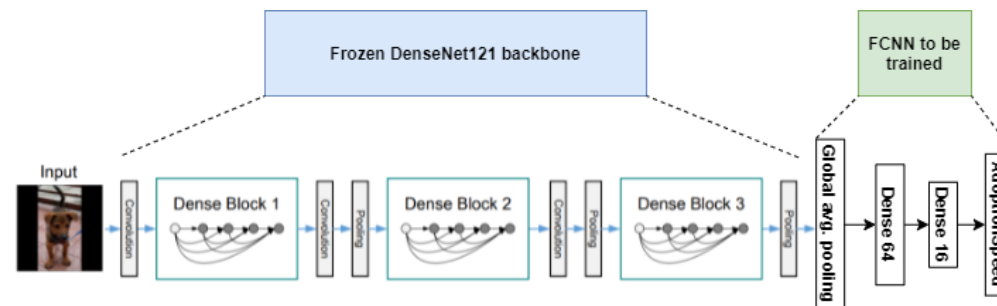 Frozen DenseNet121 backbone
FCNN to be
trained
Input
Convolution
Dense Block 1
Convolution
Pooling
Dense Block 2
Convolution
Pooling
Dense Block 3
Pooling
Global avg. pooling
Dense 64
Dense 16